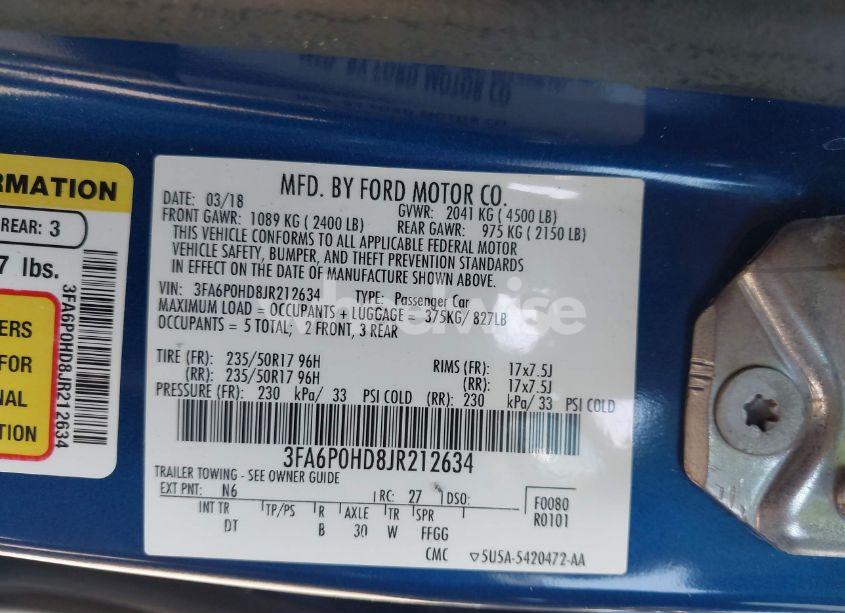 MFD. BY FORD MOTOR CO.
DATE: 03/18 GVWR: 2041 KG ( 4500 LB)
FRONT GAWR: 1089 KG ( 2400 LB) REAR GAWR: 975 KG ( 2150 LB)
THIS VEHICLE CONFORMS TO ALL APPLICABLE FEDERAL MOTOR
VEHICLE SAFETY, BUMPER, AND THEFT PREVENTION STANDARDS
IN EFFECT ON THE DATE OF MANUFACTURE SHOWN ABOVE.
VIN: 3FA6P0HD8JR212634 TYPE: Passenger Car
MAXIMUM LOAD = OCCUPANTS + LUGGAGE = 375KG/ 827LB
OCCUPANTS = 5 TOTAL; 2 FRONT, 3 REAR
TIRE (FR): 235/50R17 96H RIMS (FR): 17x7.5J
(RR): 235/50R17 96H (RR): 17x7.5J
PRESSURE (FR): 230 kPa/ 33 PSI COLD (RR): 230 kPa/ 33 PSI COLD
3FA6P0HD8JR212634
TRAILER TOWING - SEE OWNER GUIDE
EXT PNT: N6 RC: 27 DSO: F0080
R0101
INT TR TP/PS R AXLE TR SPR
DT B 30 W FFGG
CMC ▽5U5A-5420472-AA
RMATION
REAR: 3
7 lbs.
3FA6P0HD8JR212634
ERS
FOR
NAL
TION
wheelwise
MFD. BY FORD MOTOR CO